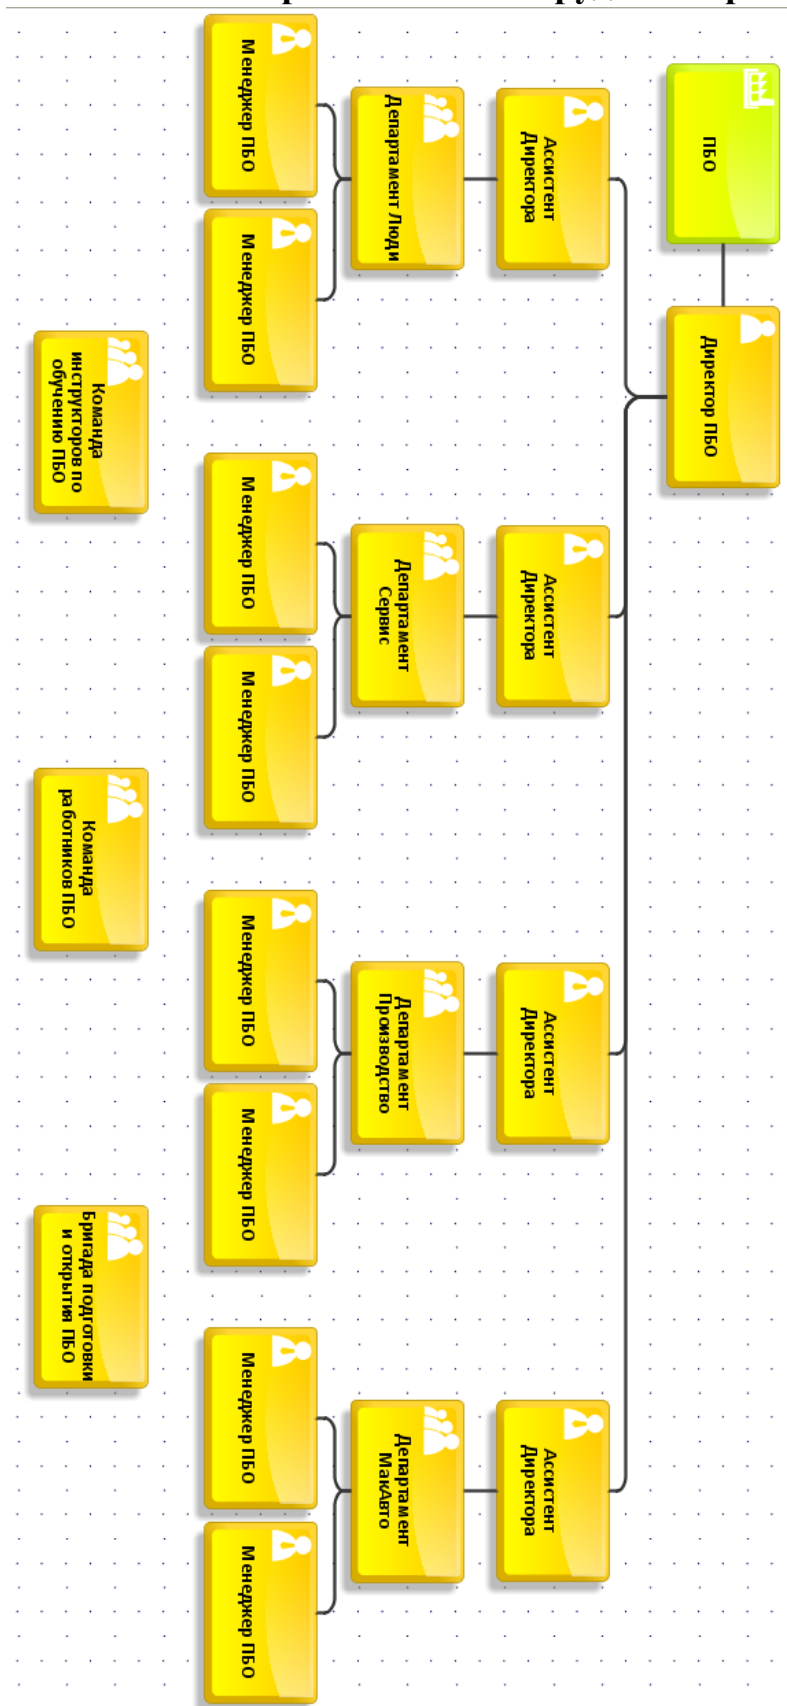 ПБО
Директор ПБО
Ассистент
Директора
Ассистент
Директора
Ассистент
Директора
Ассистент
Директора
Департамент Люди
Департамент
Сервис
Департамент
Производство
Департамент
МакАвто
Менеджер ПБО
Менеджер ПБО
Менеджер ПБО
Менеджер ПБО
Менеджер ПБО
Менеджер ПБО
Менеджер ПБО
Менеджер ПБО
Команда
инструкторов по
обучению ПБО
Команда
работников ПБО
Бригада подготовки
и открытия ПБО